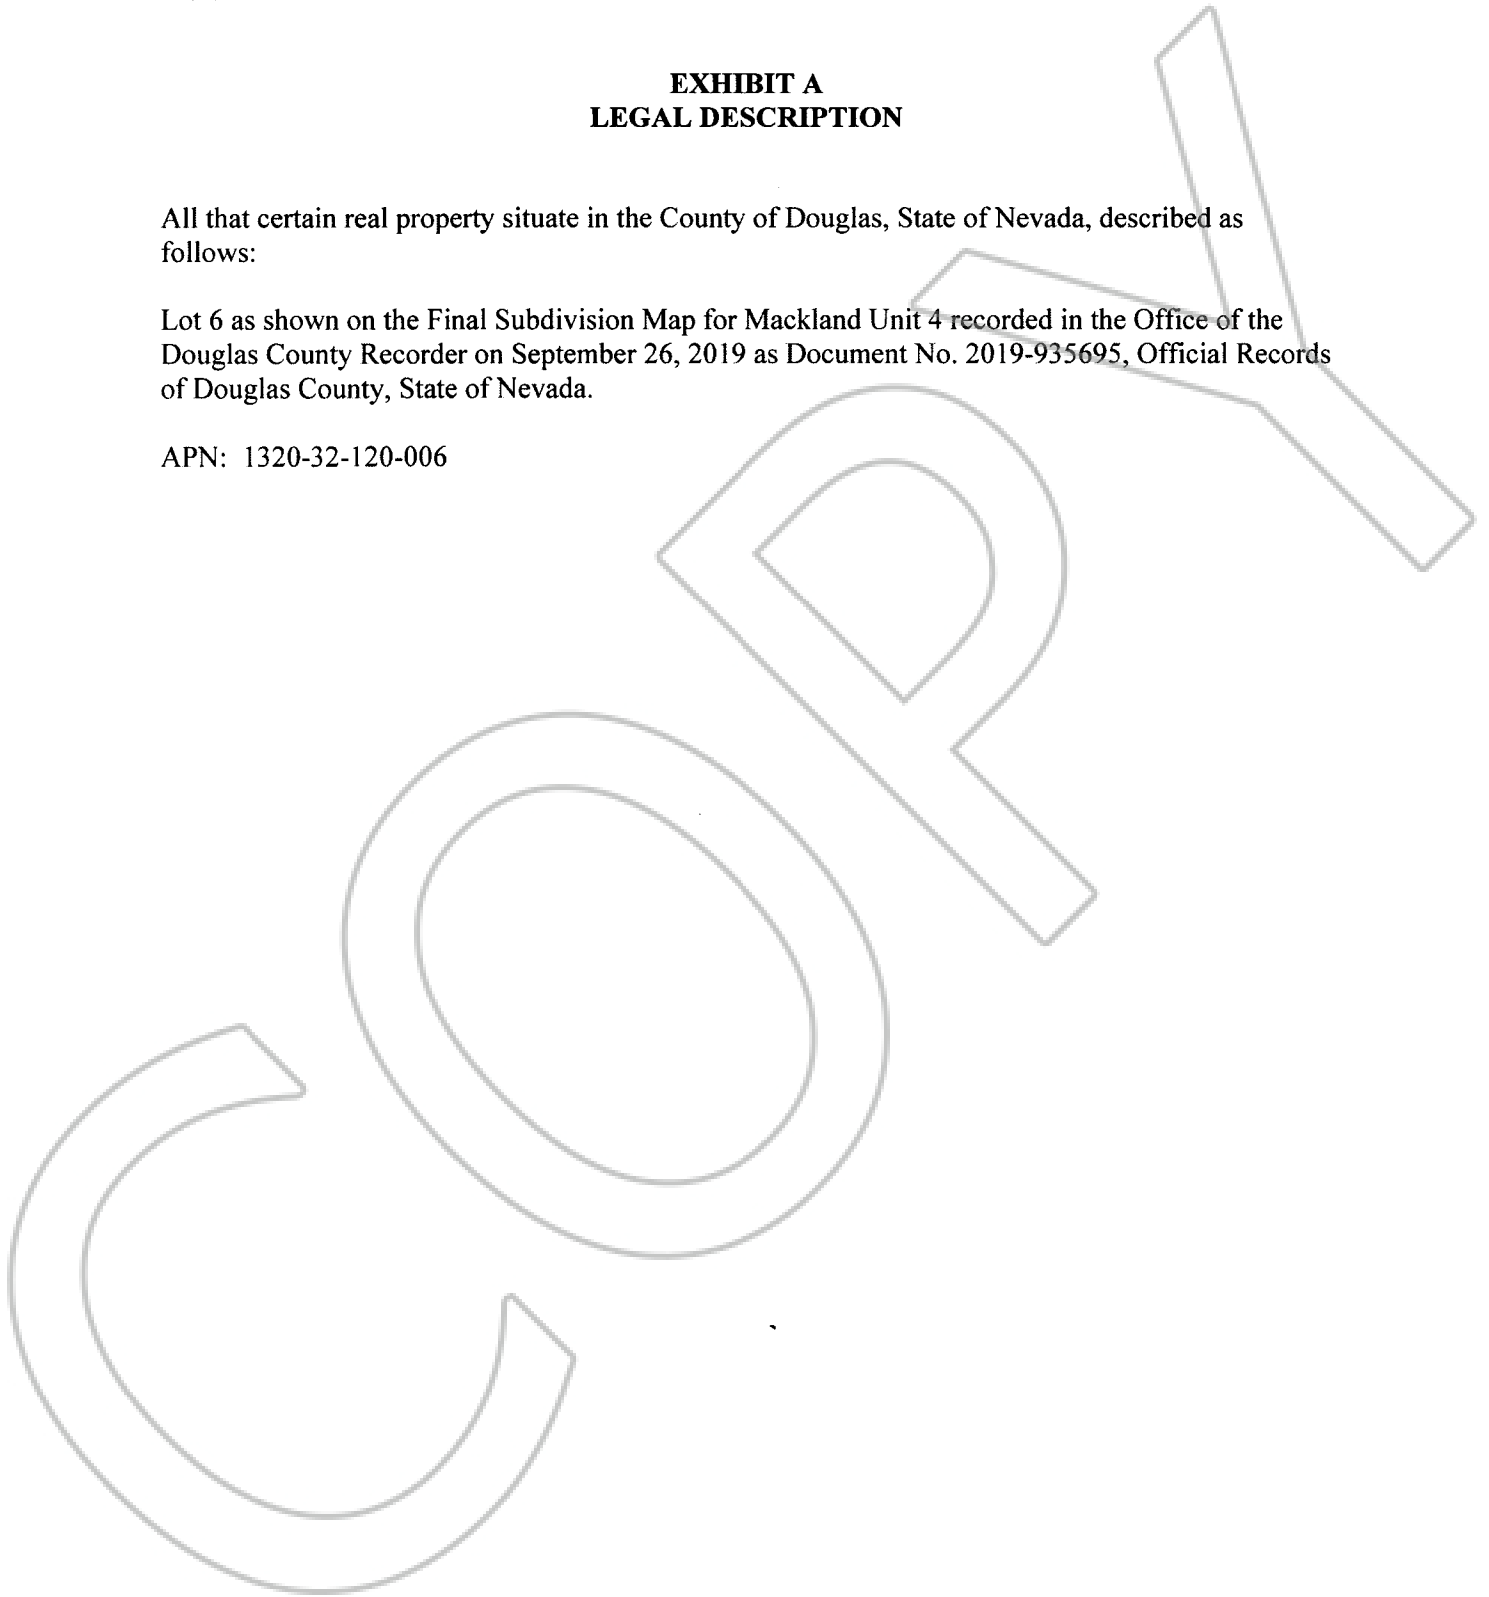 EXHIBIT A
LEGAL DESCRIPTION
All that certain real property situate in the County of Douglas, State of Nevada, described as
follows:
Lot 6 as shown on the Final Subdivision Map for Mackland Unit 4 recorded in the Office of the
Douglas County Recorder on September 26, 2019 as Document No. 2019-935695, Official Records
of Douglas County, State of Nevada.
APN: 1320-32-120-006
COPY